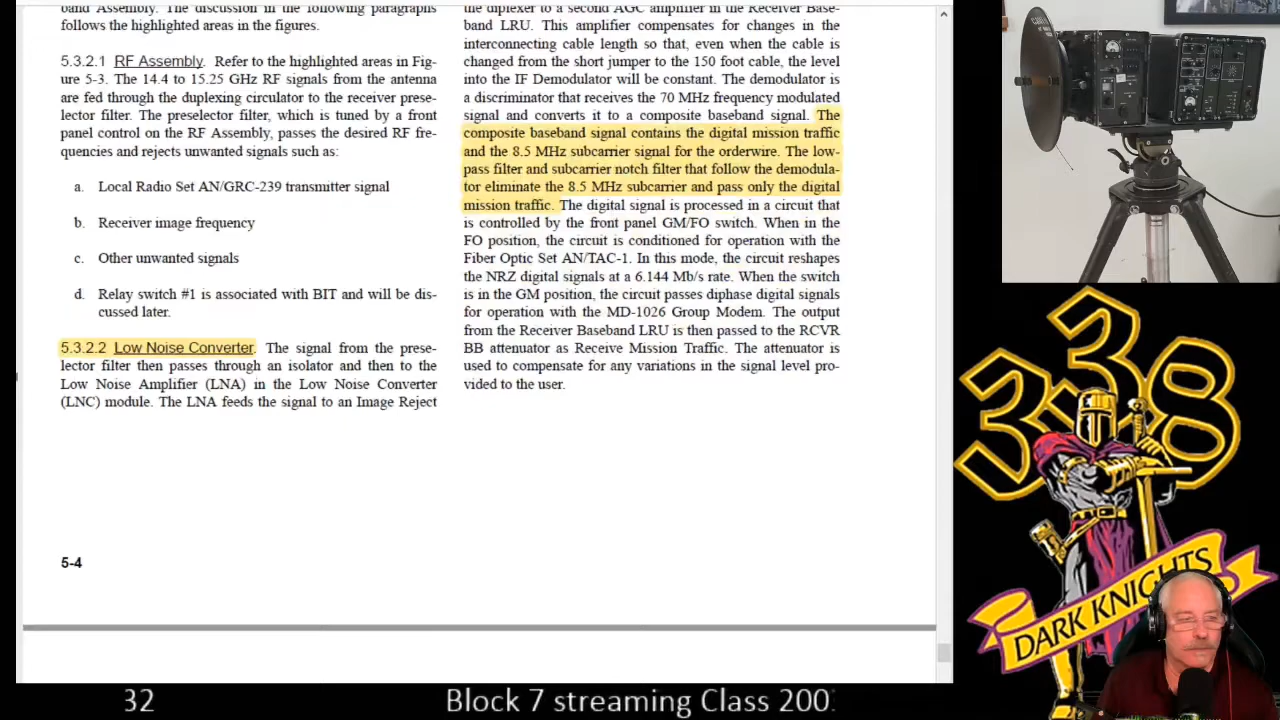 band Assembly. The discussion in the following paragraphs
follows the highlighted areas in the figures.
5.3.2.1 RF Assembly. Refer to the highlighted areas in Fig-
ure 5-3. The 14.4 to 15.25 GHz RF signals from the antenna
are fed through the duplexing circulator to the receiver prese-
lector filter. The preselector filter, which is tuned by a front
panel control on the RF Assembly, passes the desired RF fre-
quencies and rejects unwanted signals such as:
a. Local Radio Set AN/GRC-239 transmitter signal
b. Receiver image frequency
c. Other unwanted signals
d. Relay switch #1 is associated with BIT and will be dis-
cussed later.
5.3.2.2 Low Noise Converter. The signal from the prese-
lector filter then passes through an isolator and then to the
Low Noise Amplifier (LNA) in the Low Noise Converter
(LNC) module. The LNA feeds the signal to an Image Reject
5-4
the diplexer to a second AGC amplifier in the Receiver Base-
band LRU. This amplifier compensates for changes in the
interconnecting cable length so that, even when the cable is
changed from the short jumper to the 150 foot cable, the level
into the IF Demodulator will be constant. The demodulator is
a discriminator that receives the 70 MHz frequency modulated
signal and converts it to a composite baseband signal. The
composite baseband signal contains the digital mission traffic
and the 8.5 MHz subcarrier signal for the orderwire. The low-
pass filter and subcarrier notch filter that follow the demodula-
tor eliminate the 8.5 MHz subcarrier and pass only the digital
mission traffic. The digital signal is processed in a circuit that
is controlled by the front panel GM/FO switch. When in the
FO position, the circuit is conditioned for operation with the
Fiber Optic Set AN/TAC-1. In this mode, the circuit reshapes
the NRZ digital signals at a 6.144 Mb/s rate. When the switch
is in the GM position, the circuit passes diphase digital signals
for operation with the MD-1026 Group Modem. The output
from the Receiver Baseband LRU is then passed to the RCVR
BB attenuator as Receive Mission Traffic. The attenuator is
used to compensate for any variations in the signal level pro-
vided to the user.
338
DARK KNIGHTS
32
Block 7 streaming Class 200